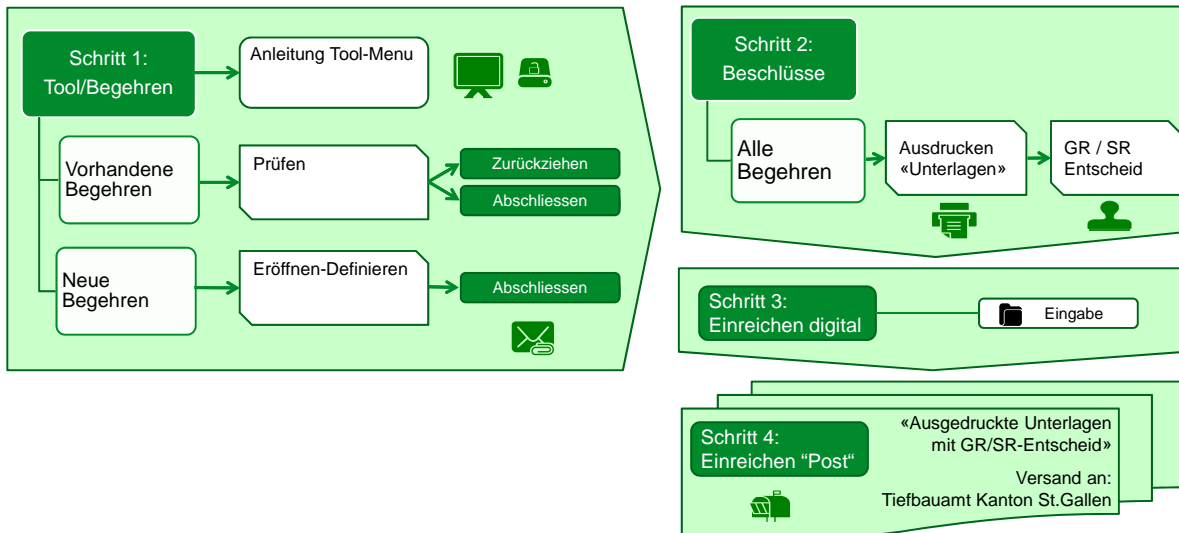 Schritt 1:
Tool/Begehren
Anleitung Tool-Menu
Vorhandene
Begehren
Prüfen
Zurückziehen
Abschliessen
Neue
Begehren
Eröffnen-Definieren
Abschliessen
Schritt 2:
Beschlüsse
Alle
Begehren
Ausdrucken
«Unterlagen»
GR / SR
Entscheid
Schritt 3:
Einreichen digital
Eingabe
Schritt 4:
Einreichen “Post“
«Ausgedruckte Unterlagen
mit GR/SR-Entscheid»
Versand an:
Tiefbauamt Kanton St.Gallen